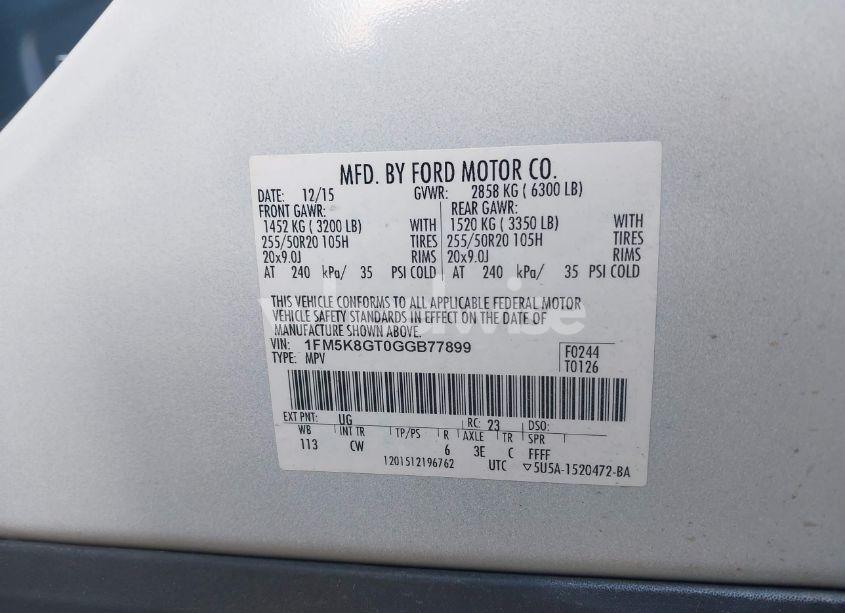 MFD. BY FORD MOTOR CO.
DATE: 12/15 GVWR: 2858 KG ( 6300 LB)
FRONT GAWR: REAR GAWR:
1452 KG ( 3200 LB) WITH 1520 KG ( 3350 LB) WITH
255/50R20 105H TIRES 255/50R20 105H TIRES
20x9.0J RIMS 20x9.0J RIMS
AT 240 kPa/ 35 PSI COLD AT 240 kPa/ 35 PSI COLD
THIS VEHICLE CONFORMS TO ALL APPLICABLE FEDERAL MOTOR
VEHICLE SAFETY STANDARDS IN EFFECT ON THE DATE OF
MANUFACTURE SHOWN ABOVE.
VIN: 1FM5K8GT0GGB77899 F0244
TYPE: MPV T0126
EXT PNT: UG RC: 23 DSO:
WB INT TR TP/PS R AXLE TR SPR
113 CW 6 3E C FFFF
1201512196762 UTC ▽5U5A-1520472-BA